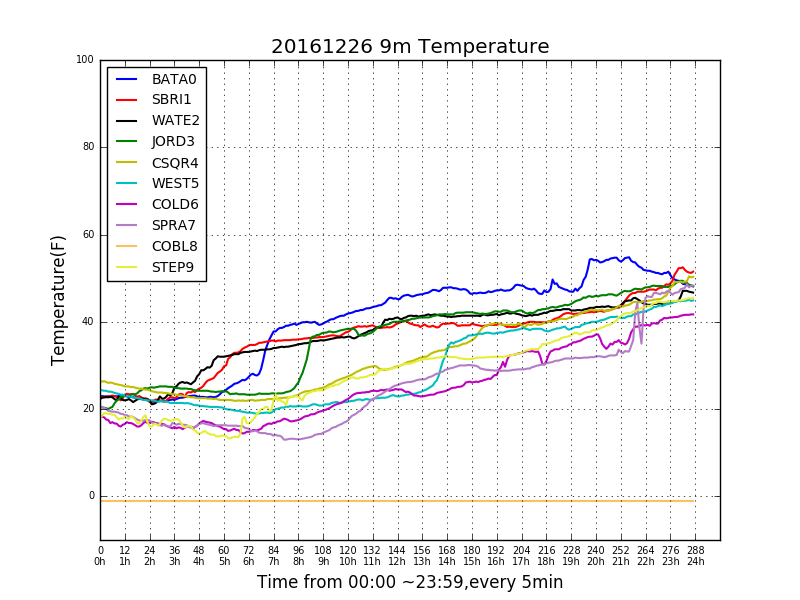 20161226 9m Temperature
100
80
60
40
20
0
Temperature(F)
BATA0
SBRI1
WATE2
JORD3
CSQR4
WEST5
COLD6
SPRA7
COBL8
STEP9
0 12 24 36 48 60 72 84 96 108 120 132 144 156 168 180 192 204 216 228 240 252 264 276 288
0h 1h 2h 3h 4h 5h 6h 7h 8h 9h 10h 11h 12h 13h 14h 15h 16h 17h 18h 19h 20h 21h 22h 23h 24h
Time from 00:00 ~23:59,every 5min